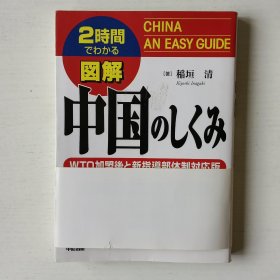 2時間
でわかる
図解
CHINA
AN EASY GUIDE
[著] 稲垣 清
Kiyoshi Inagaki
中国のしくみ
WTO加盟後と新指導部体制対応版